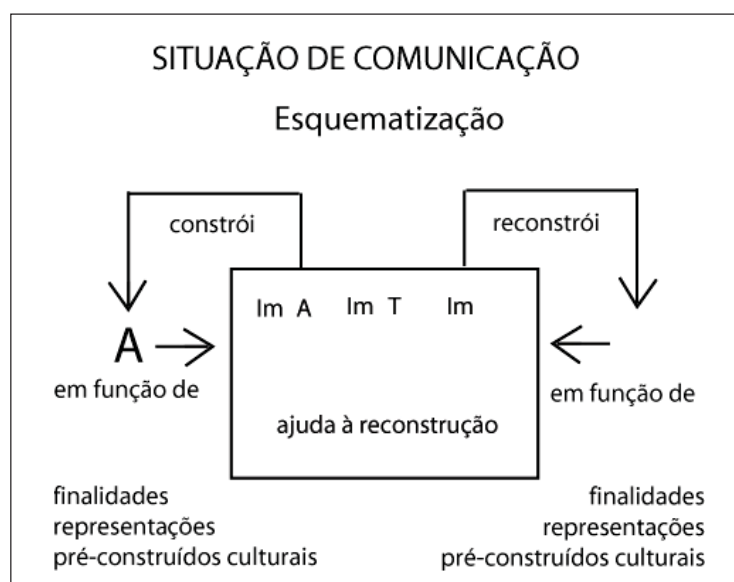 SITUAÇÃO DE COMUNICAÇÃO
Esquematização
constrói
reconstrói
Im A Im T Im
A
em função de
em função de
ajuda à reconstrução
finalidades
representações
pré-construídos culturais
finalidades
representações
pré-construídos culturais